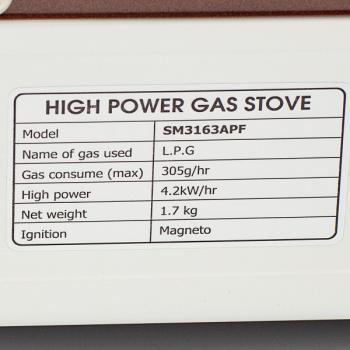 HIGH POWER GAS STOVE
Model SM3163APF
Name of gas used L.P.G
Gas consume (max) 305g/hr
High power 4.2kW/hr
Net weight 1.7 kg
Ignition Magneto